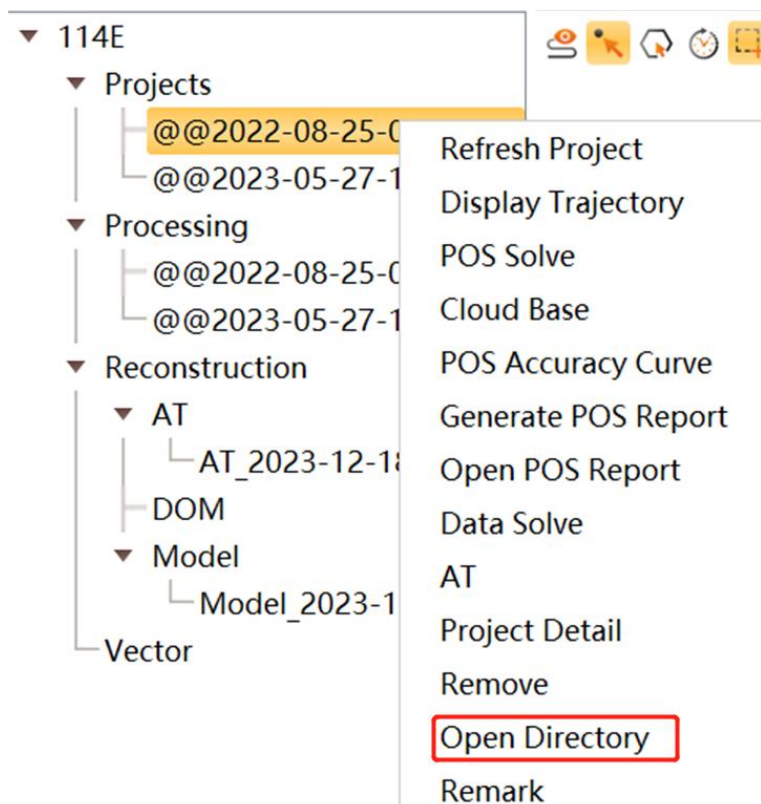 114E
Projects
@@2022-08-25-0
@@2023-05-27-1
Processing
@@2022-08-25-0
@@2023-05-27-1
Reconstruction
AT
AT_2023-12-18
DOM
Model
Model_2023-1
Vector
Refresh Project
Display Trajectory
POS Solve
Cloud Base
POS Accuracy Curve
Generate POS Report
Open POS Report
Data Solve
AT
Project Detail
Remove
Open Directory
Remark